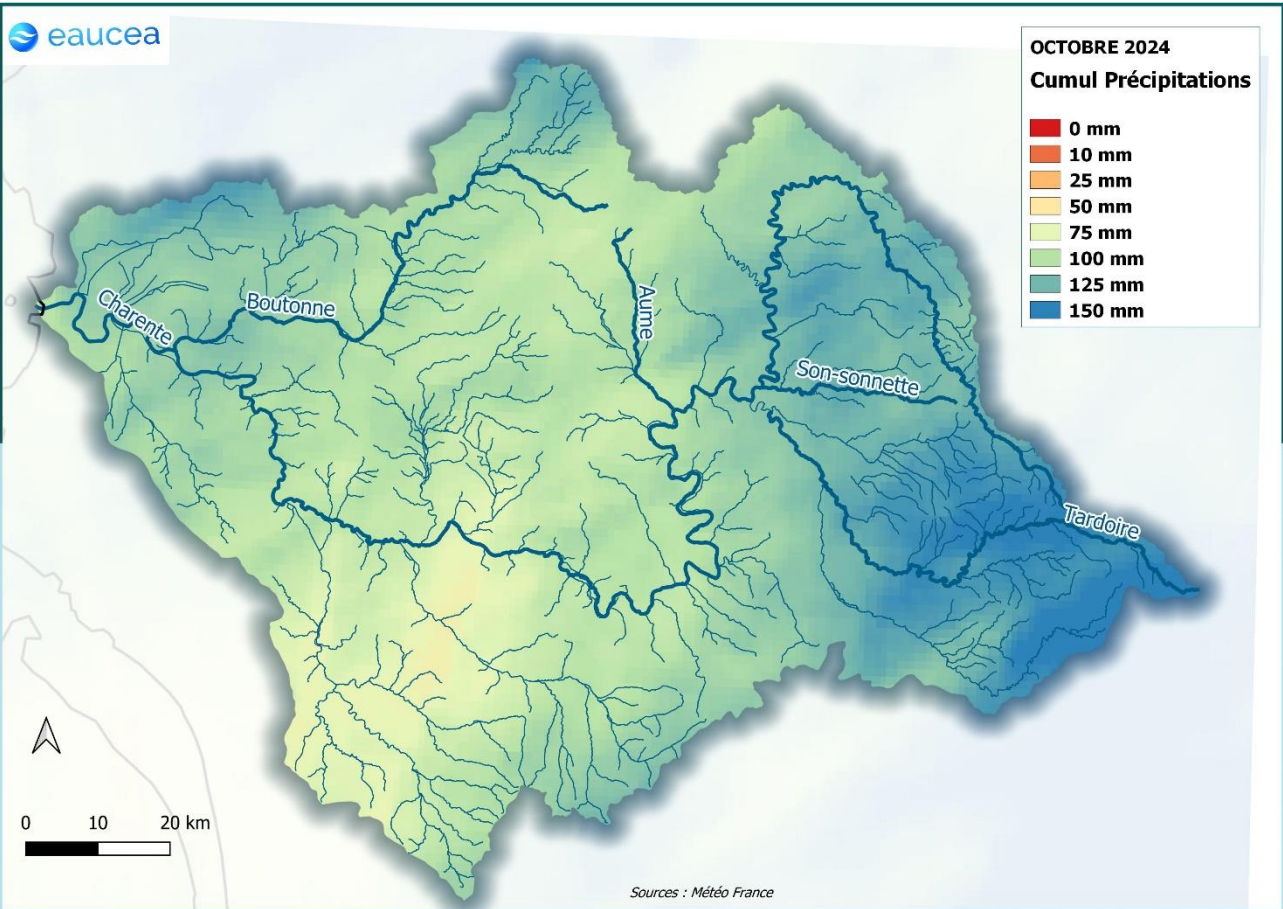 eaucea
OCTOBRE 2024
Cumul Précipitations
0 mm
10 mm
25 mm
50 mm
75 mm
100 mm
125 mm
150 mm
Charente
Boutonne
Aume
Son-sonnette
Tardoire
0 10 20 km
Sources : Météo France